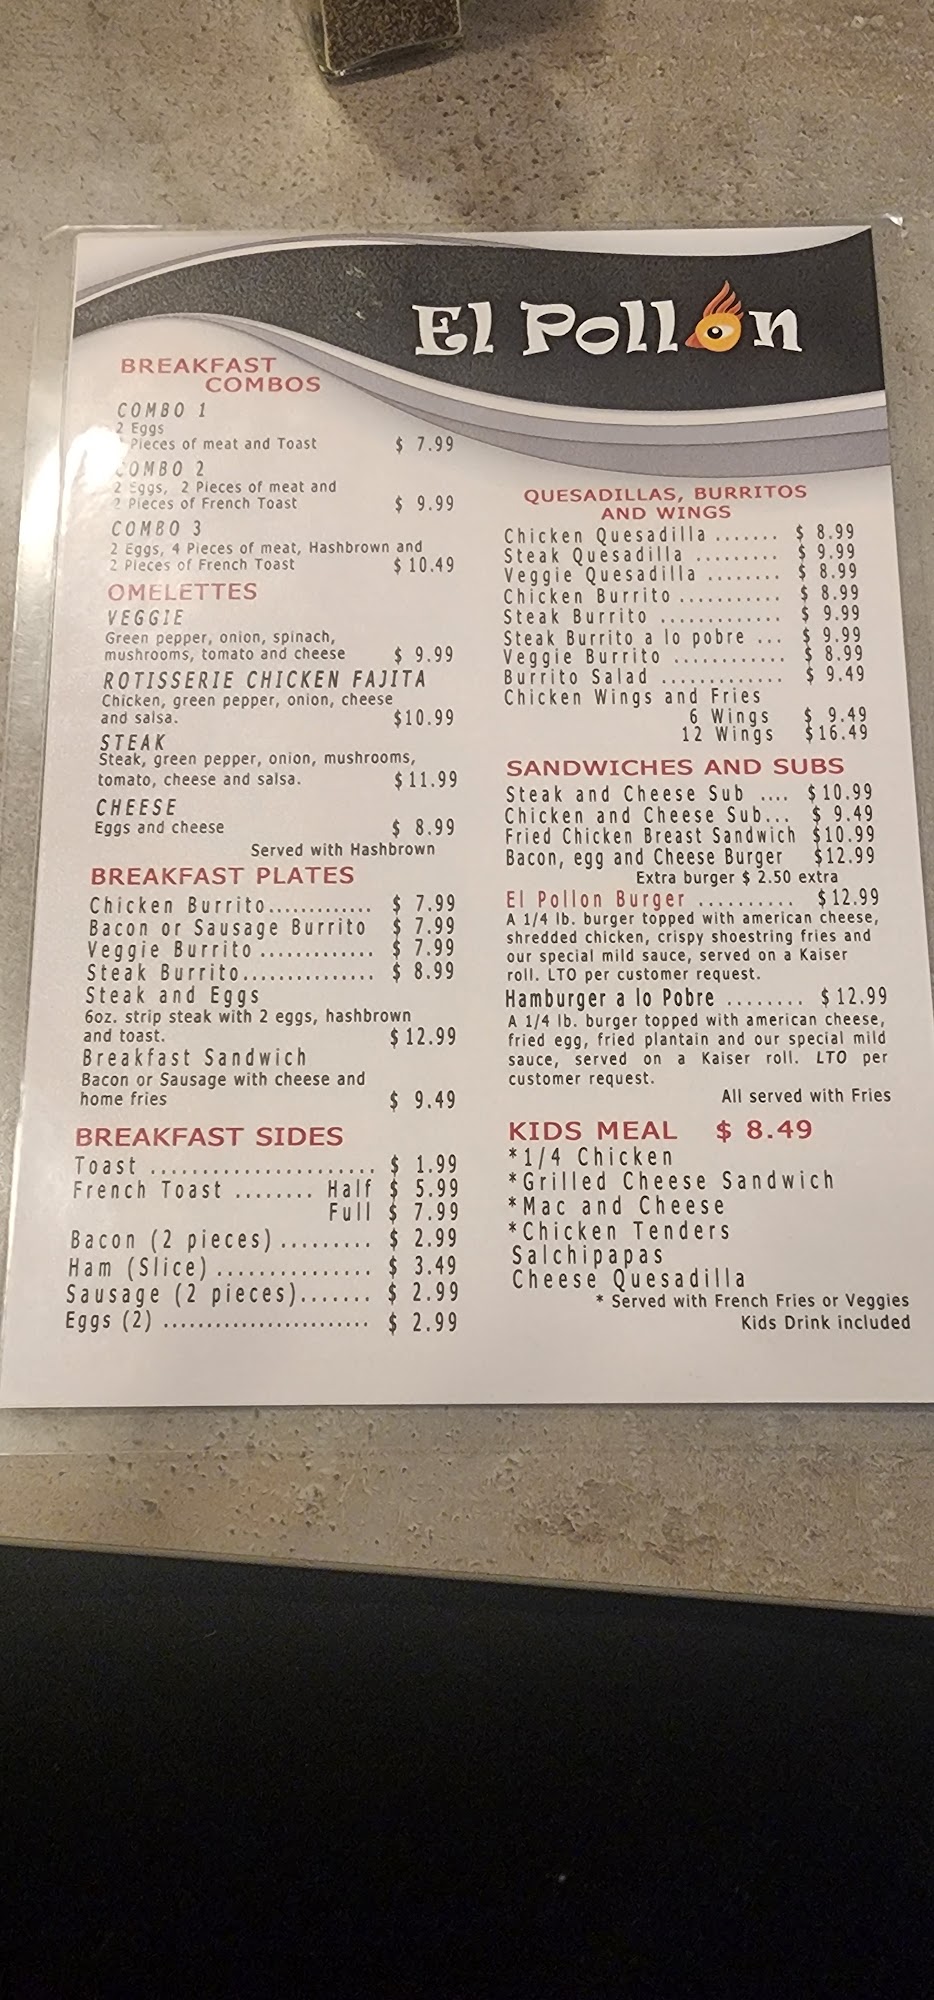 El Pollon
BREAKFAST
COMBOS
COMBO 1
2 Eggs
Pieces of meat and Toast $ 7.99
COMBO 2
2 Eggs, 2 Pieces of meat and
2 Pieces of French Toast $ 9.99
COMBO 3
2 Eggs, 4 Pieces of meat, Hashbrown and
2 Pieces of French Toast $ 10.49
OMELETTES
VEGGIE
Green pepper, onion, spinach,
mushrooms, tomato and cheese $ 9.99
ROTISSERIE CHICKEN FAJITA
Chicken, green pepper, onion, cheese
and salsa. $10.99
STEAK
Steak, green pepper, onion, mushrooms,
tomato, cheese and salsa. $11.99
CHEESE
Eggs and cheese $ 8.99
Served with Hashbrown
BREAKFAST PLATES
Chicken Burrito............. $ 7.99
Bacon or Sausage Burrito $ 7.99
Veggie Burrito ............. $ 7.99
Steak Burrito............... $ 8.99
Steak and Eggs
6oz. strip steak with 2 eggs, hashbrown
and toast. $ 12.99
Breakfast Sandwich
Bacon or Sausage with cheese and
home fries $ 9.49
BREAKFAST SIDES
Toast ...................... $ 1.99
French Toast ........ Half $ 5.99
Full $ 7.99
Bacon (2 pieces) ......... $ 2.99
Ham (Slice) ............... $ 3.49
Sausage (2 pieces)....... $ 2.99
Eggs (2) ....................... $ 2.99
QUESADILLAS, BURRITOS
AND WINGS
Chicken Quesadilla ....... $ 8.99
Steak Quesadilla ......... $ 9.99
Veggie Quesadilla ........ $ 8.99
Chicken Burrito ........... $ 8.99
Steak Burrito ............. $ 9.99
Steak Burrito a lo pobre ... $ 9.99
Veggie Burrito ............ $ 8.99
Burrito Salad ............. $ 9.49
Chicken Wings and Fries
6 Wings $ 9.49
12 Wings $16.49
SANDWICHES AND SUBS
Steak and Cheese Sub .... $ 10.99
Chicken and Cheese Sub... $ 9.49
Fried Chicken Breast Sandwich $10.99
Bacon, egg and Cheese Burger $12.99
Extra burger $ 2.50 extra
El Pollon Burger .......... $ 12.99
A 1/4 lb. burger topped with american cheese,
shredded chicken, crispy shoestring fries and
our special mild sauce, served on a Kaiser
roll. LTO per customer request.
Hamburger a lo Pobre ........ $ 12.99
A 1/4 lb. burger topped with american cheese,
fried egg, fried plantain and our special mild
sauce, served on a Kaiser roll. LTO per
customer request.
All served with Fries
KIDS MEAL $ 8.49
*1/4 Chicken
*Grilled Cheese Sandwich
*Mac and Cheese
*Chicken Tenders
Salchipapas
Cheese Quesadilla
* Served with French Fries or Veggies
Kids Drink included